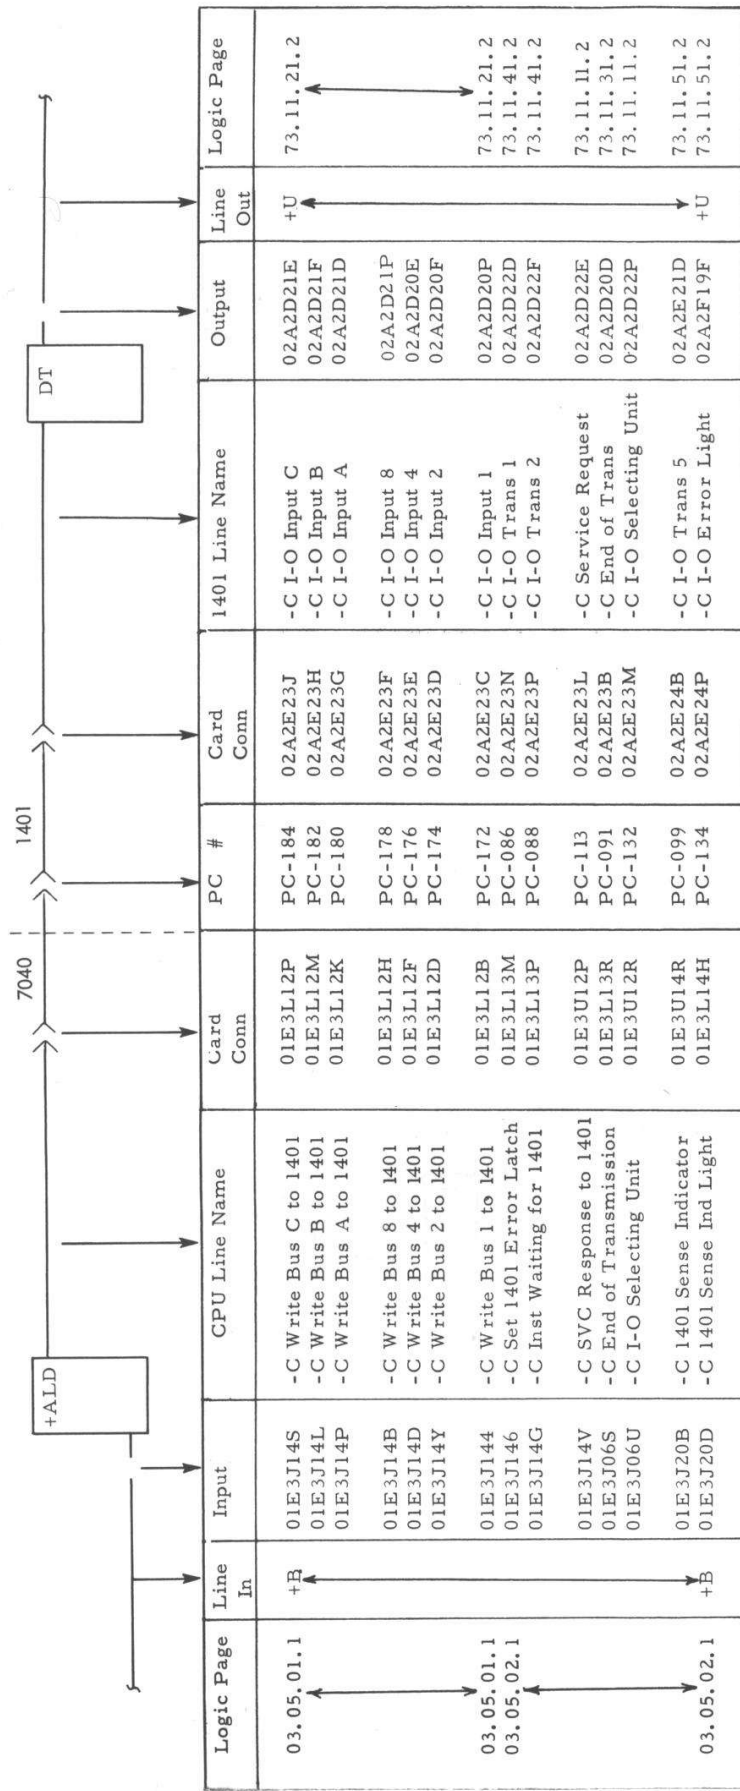 7040 1401
+ALD DT
Logic Page Line In Input CPU Line Name Card Conn PC # Card Conn 1401 Line Name Output Line Out Logic Page
03.05.01.1 +B 01E3J14S -C Write Bus C to 1401 01E3L12P PC-184 02A2E23J -C I-O Input C 02A2D21E +U 73.11.21.2
01E3J14L -C Write Bus B to 1401 01E3L12M PC-182 02A2E23H -C I-O Input B 02A2D21F
01E3J14P -C Write Bus A to 1401 01E3L12K PC-180 02A2E23G -C I-O Input A 02A2D21D
01E3J14B -C Write Bus 8 to 1401 01E3L12H PC-178 02A2E23F -C I-O Input 8 02A2D21P
01E3J14D -C Write Bus 4 to 1401 01E3L12F PC-176 02A2E23E -C I-O Input 4 02A2D20E
01E3J14Y -C Write Bus 2 to 1401 01E3L12D PC-174 02A2E23D -C I-O Input 2 02A2D20F
03.05.01.1 01E3J144 -C Write Bus 1 to 1401 01E3L12B PC-172 02A2E23C -C I-O Input 1 02A2D20P 73.11.21.2
03.05.02.1 01E3J146 -C Set 1401 Error Latch 01E3L13M PC-086 02A2E23N -C I-O Trans 1 02A2D22D 73.11.41.2
01E3J14G -C Inst Waiting for 1401 01E3L13P PC-088 02A2E23P -C I-O Trans 2 02A2D22F 73.11.41.2
01E3J14V -C SVC Response to 1401 01E3U12P PC-113 02A2E23L -C Service Request 02A2D22E 73.11.11.2
01E3J06S -C End of Transmission 01E3L13R PC-091 02A2E23B -C End of Trans 02A2D20D 73.11.31.2
01E3J06U -C I-O Selecting Unit 01E3U12R PC-132 02A2E23M -C I-O Selecting Unit 02A2D22P 73.11.11.2
01E3J20B -C 1401 Sense Indicator 01E3U14R PC-099 02A2E24B -C I-O Trans 5 02A2E21D 73.11.51.2
03.05.02.1 +B 01E3J20D -C 1401 Sense Ind Light 01E3L14H PC-134 02A2E24P -C I-O Error Light 02A2F19F +U 73.11.51.2